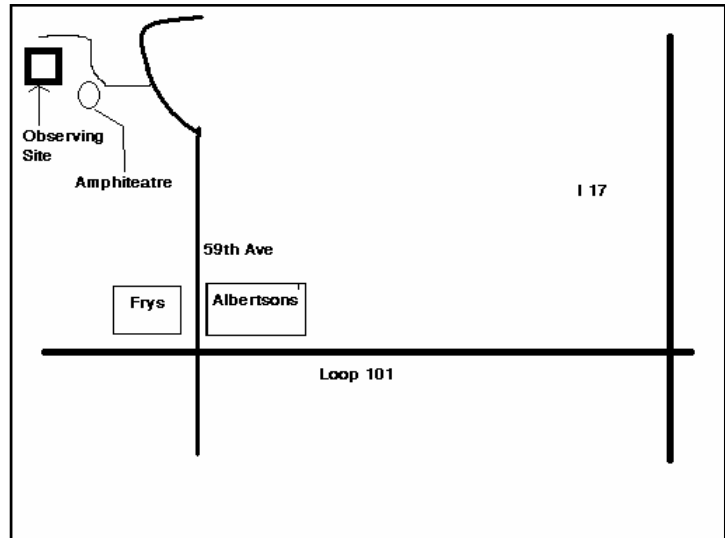 Observing
Site
Amphiteatre
I 17
59th Ave
Frys
Albertsons
Loop 101